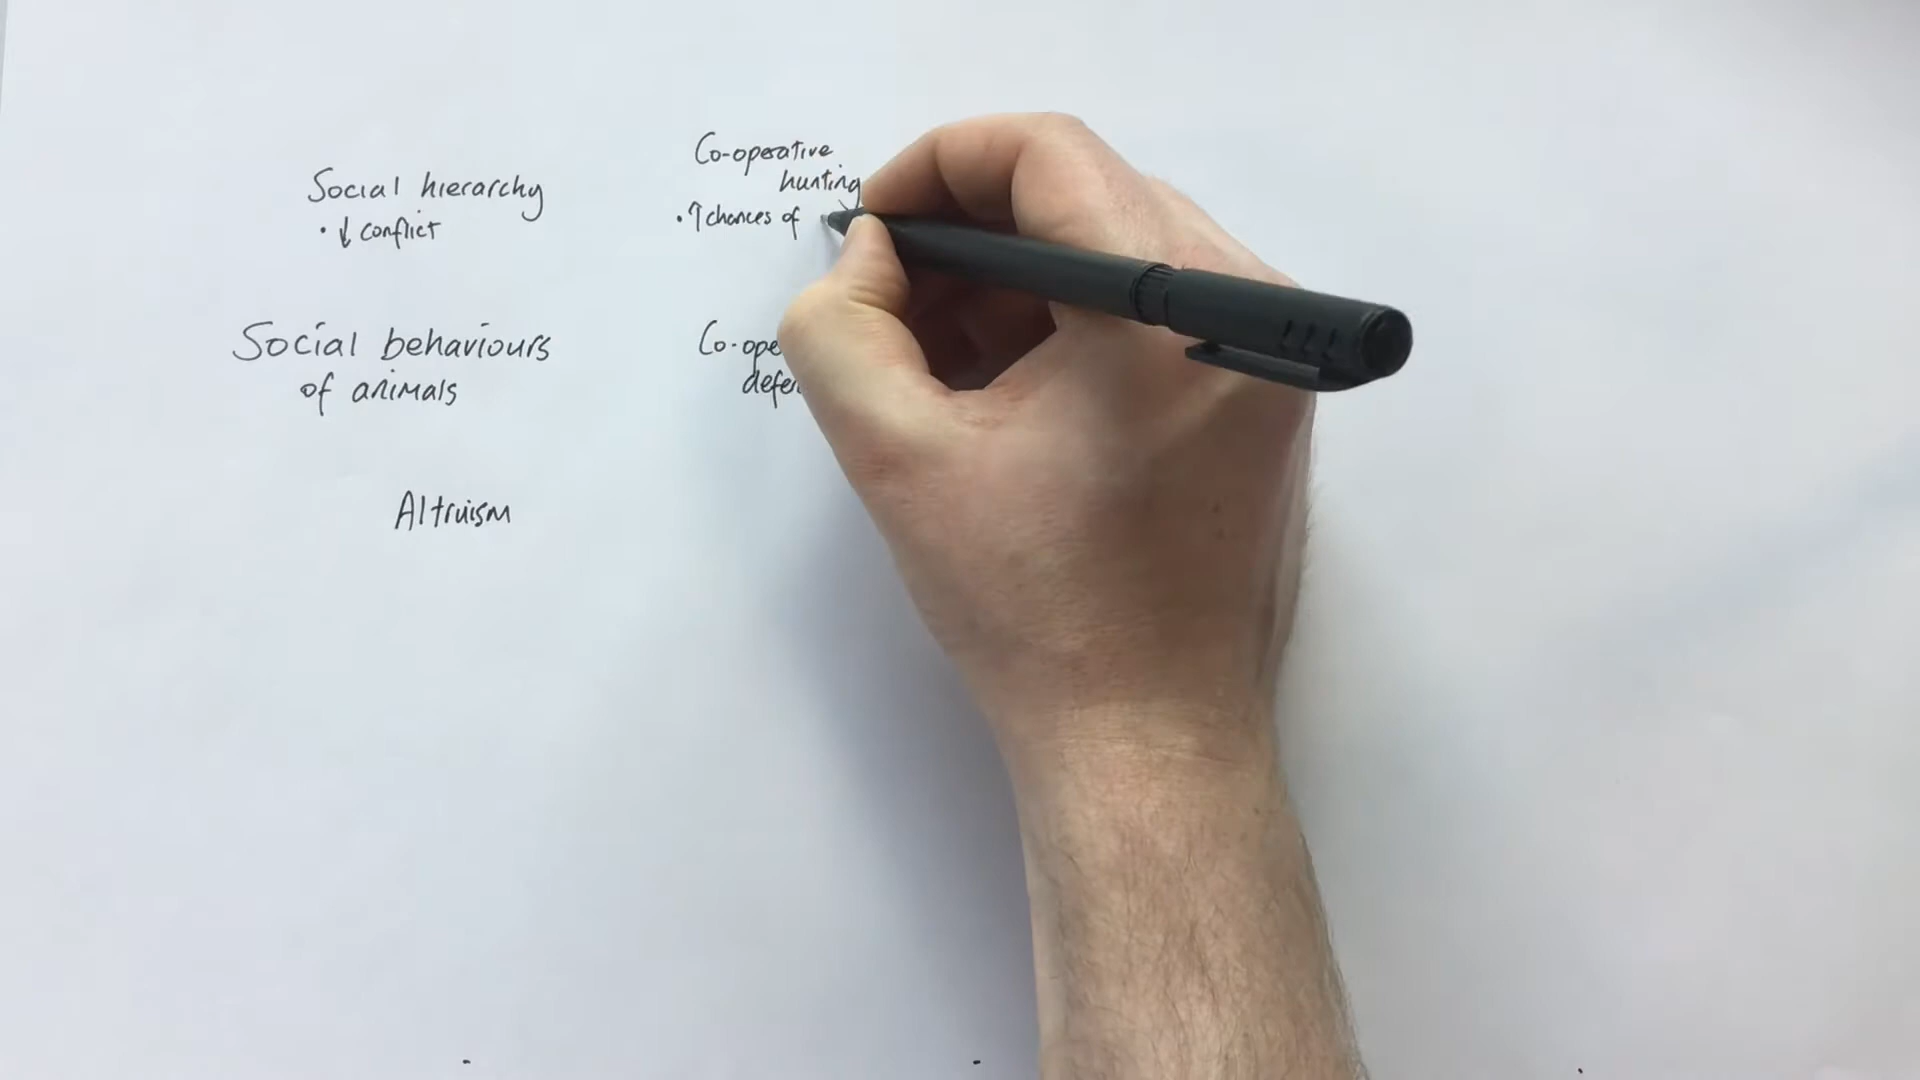 Social hierarchy
• ↓ conflict
Co-operative
hunting
• ↑ chances of
Social behaviours
of animals
Altruism